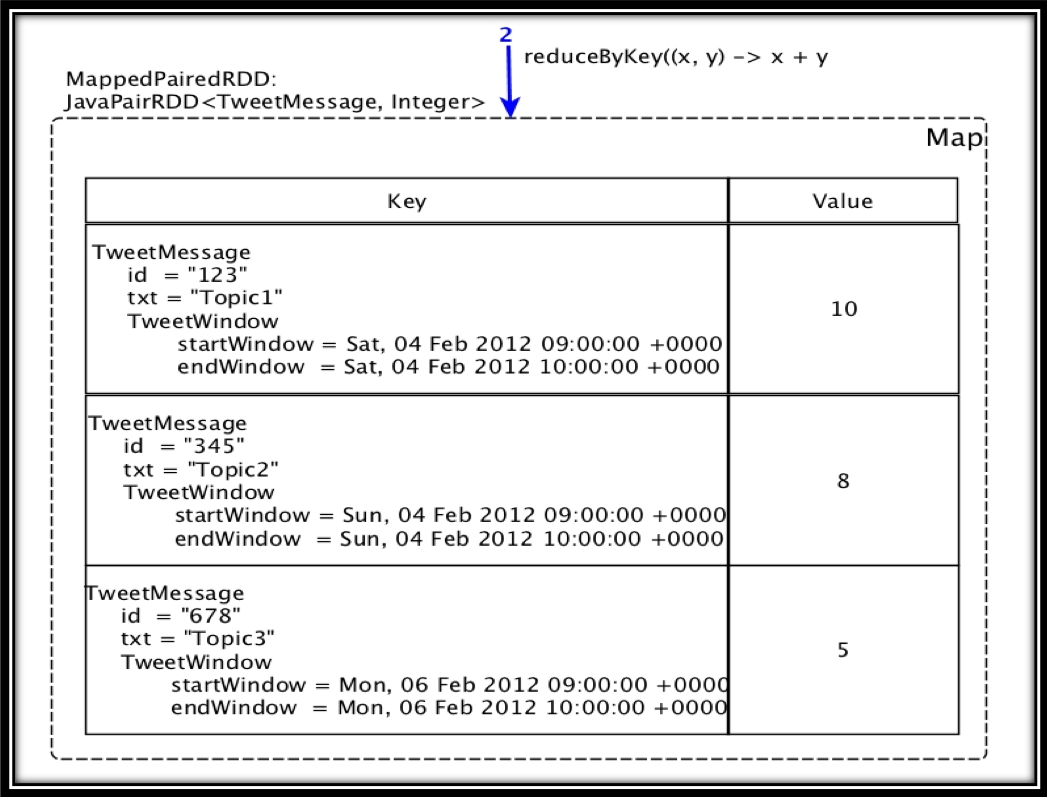 2
reduceByKey((x, y) -> x + y
MappedPairedRDD:
JavaPairRDD<TweetMessage, Integer>
Map
Key Value
TweetMessage
id = "123"
txt = "Topic1"
TweetWindow
startWindow = Sat, 04 Feb 2012 09:00:00 +0000
endWindow = Sat, 04 Feb 2012 10:00:00 +0000
10
TweetMessage
id = "345"
txt = "Topic2"
TweetWindow
startWindow = Sun, 04 Feb 2012 09:00:00 +0000
endWindow = Sun, 04 Feb 2012 10:00:00 +0000
8
TweetMessage
id = "678"
txt = "Topic3"
TweetWindow
startWindow = Mon, 06 Feb 2012 09:00:00 +0000
endWindow = Mon, 06 Feb 2012 10:00:00 +0000
5